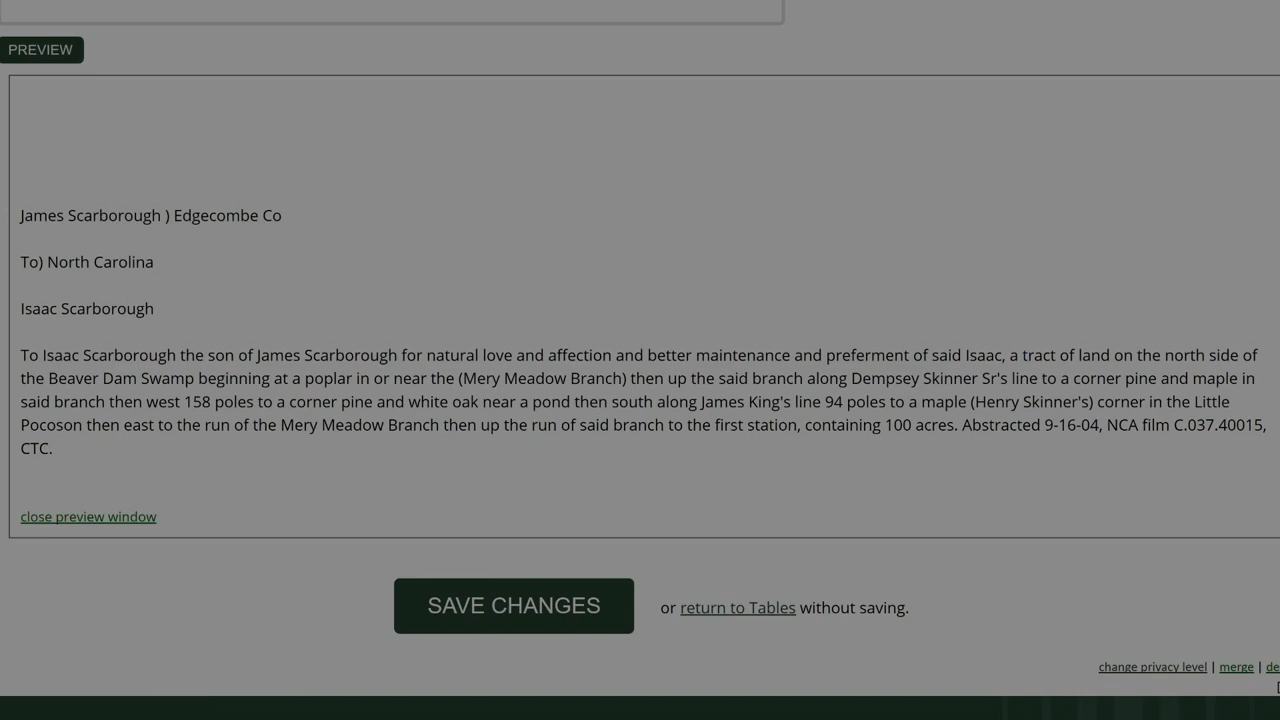 PREVIEW
James Scarborough ) Edgecombe Co
To) North Carolina
Isaac Scarborough
To Isaac Scarborough the son of James Scarborough for natural love and affection and better maintenance and preferment of said Isaac, a tract of land on the north side of
the Beaver Dam Swamp beginning at a poplar in or near the (Mery Meadow Branch) then up the said branch along Dempsey Skinner Sr's line to a corner pine and maple in
said branch then west 158 poles to a corner pine and white oak near a pond then south along James King's line 94 poles to a maple (Henry Skinner's) corner in the Little
Pocoson then east to the run of the Mery Meadow Branch then up the run of said branch to the first station, containing 100 acres. Abstracted 9-16-04, NCA film C.037.40015,
CTC.
close preview window
SAVE CHANGES or return to Tables without saving.
change privacy level | merge | de